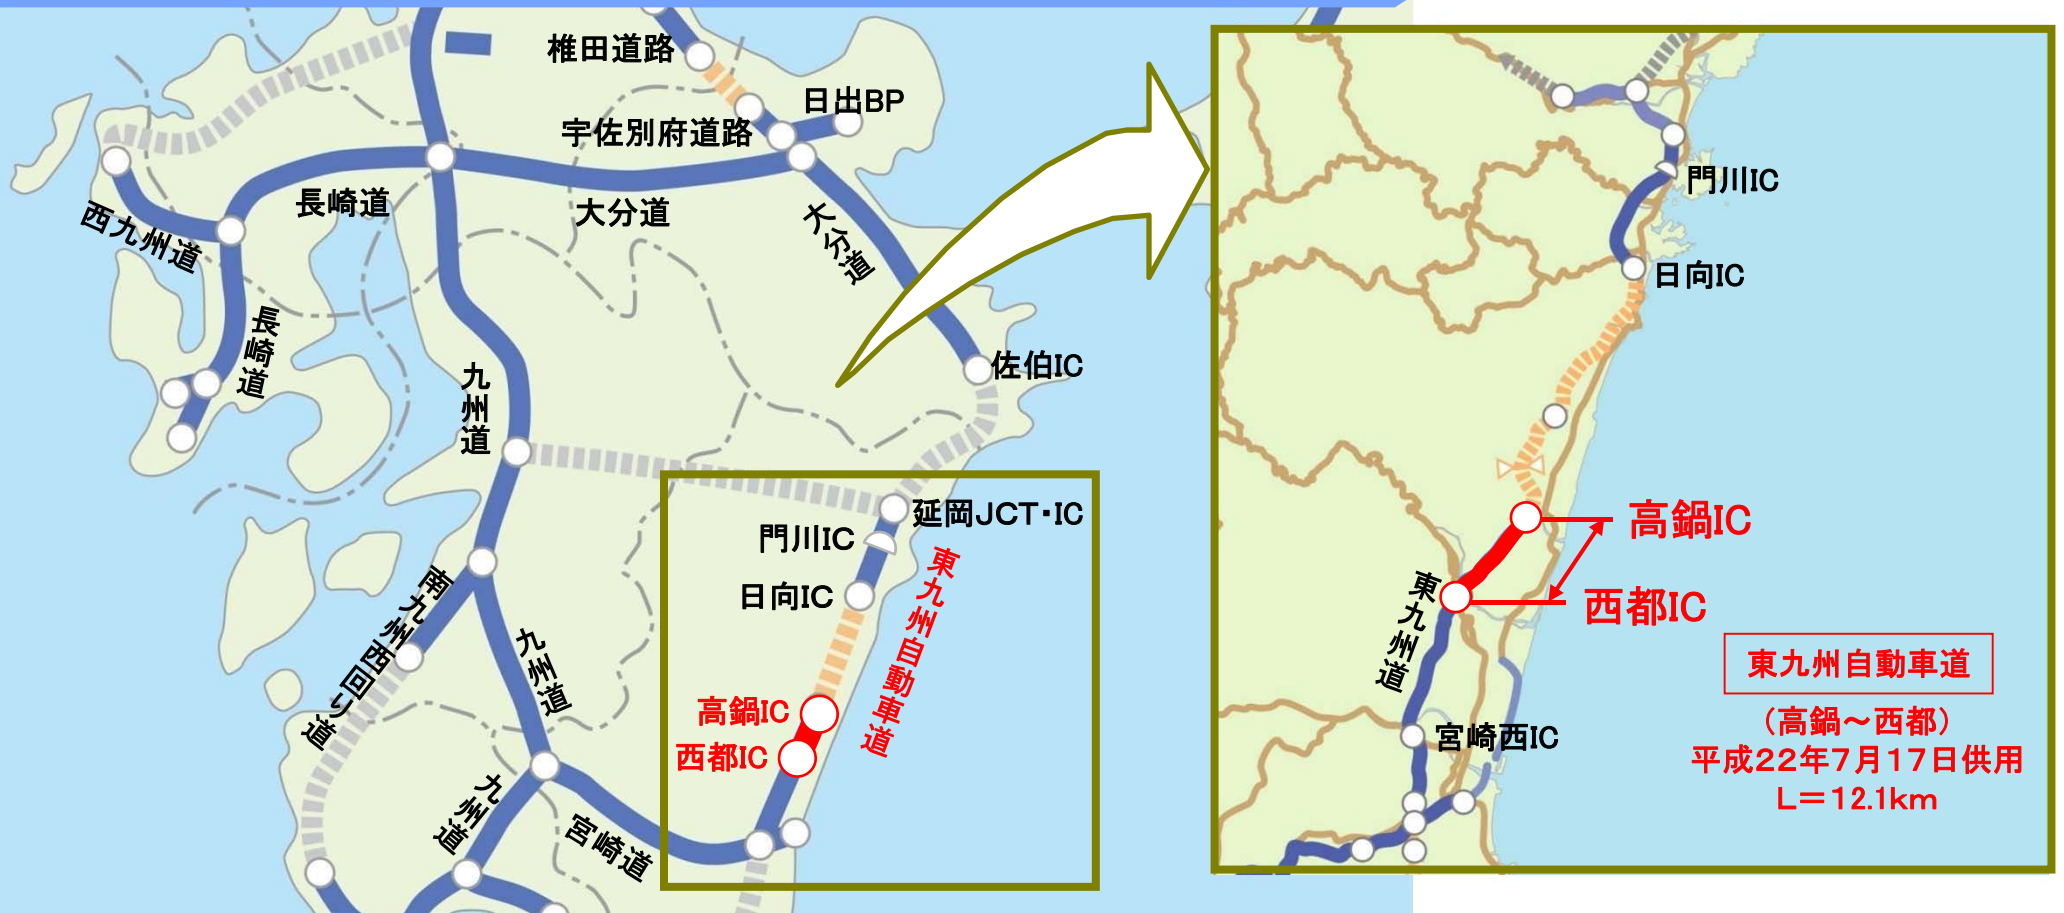 椎田道路
日出BP
宇佐別府道路
長崎道
大分道
西九州道
大分道
長崎道
九州道
佐伯IC
延岡JCT・IC
門川IC
日向IC
東九州自動車道
高鍋IC
西都IC
南九州西回り道
九州道
九州道
宮崎道
門川IC
日向IC
高鍋IC
西都IC
東九州道
宮崎西IC
東九州自動車道
（高鍋～西都）
平成22年7月17日供用
L＝12.1km